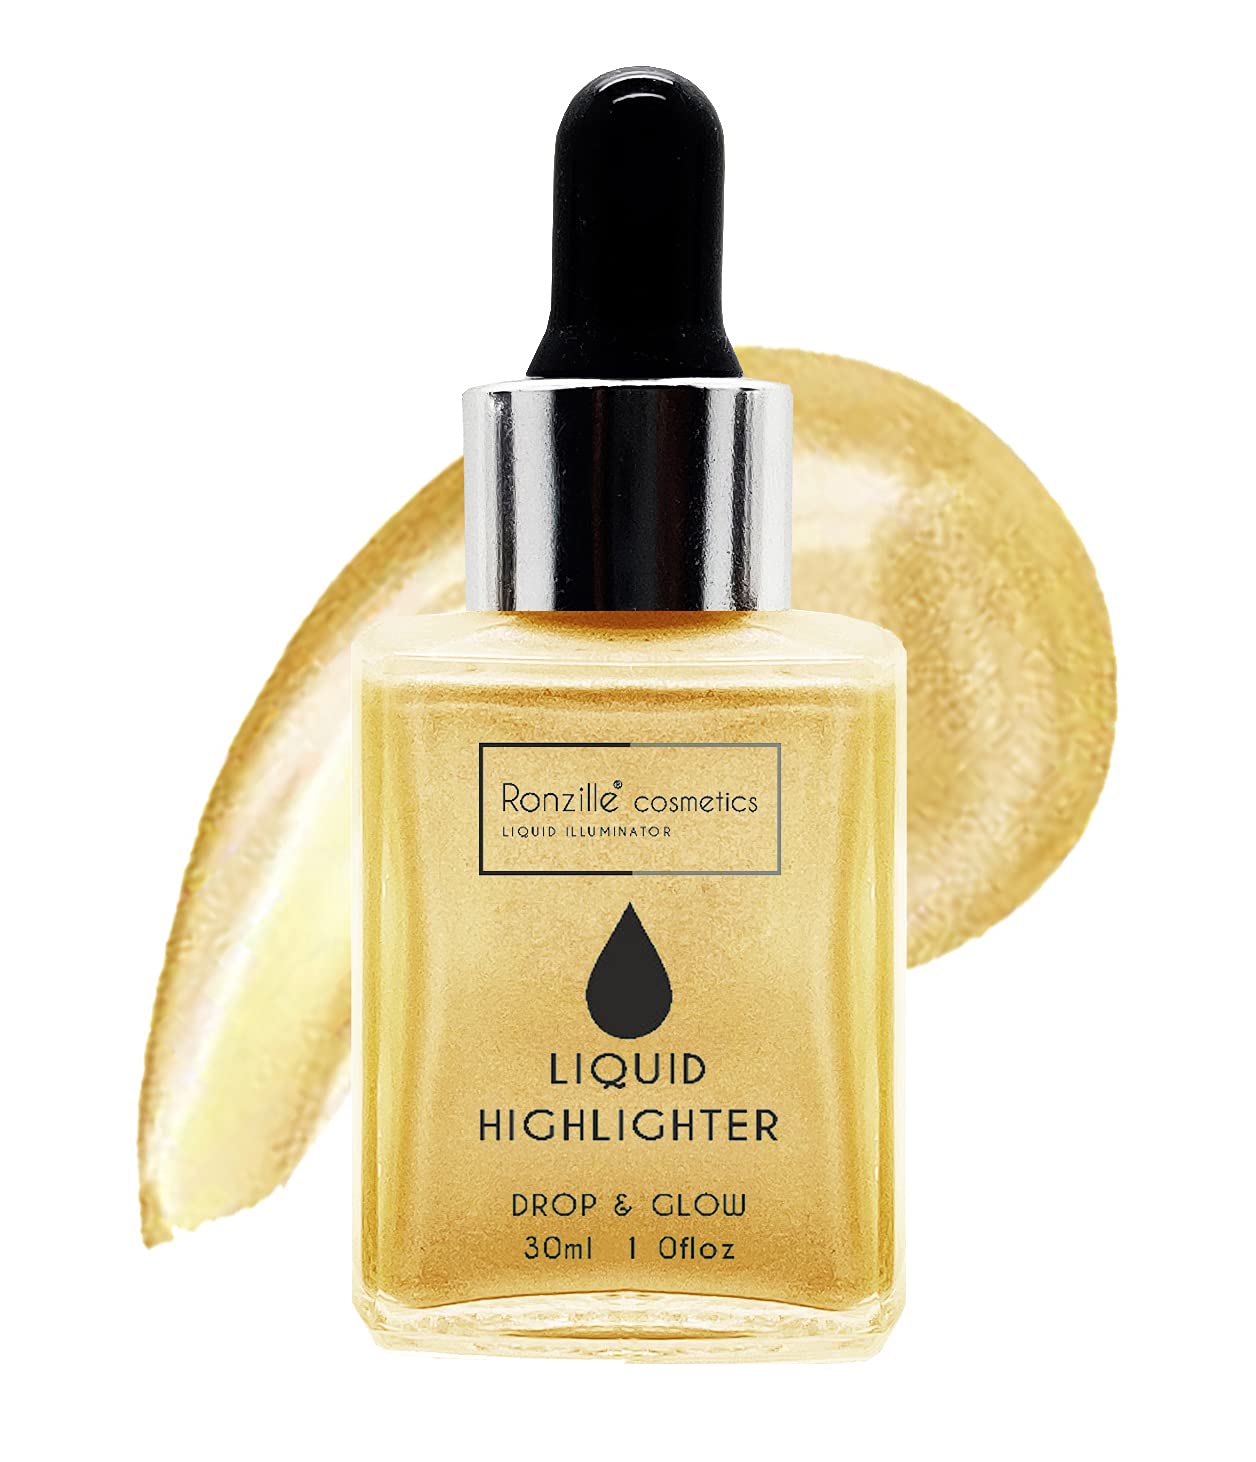 Ronzille® cosmetics
LIQUID ILLUMINATOR
LIQUID
HIGHLIGHTER
DROP & GLOW
30ml 1 0floz